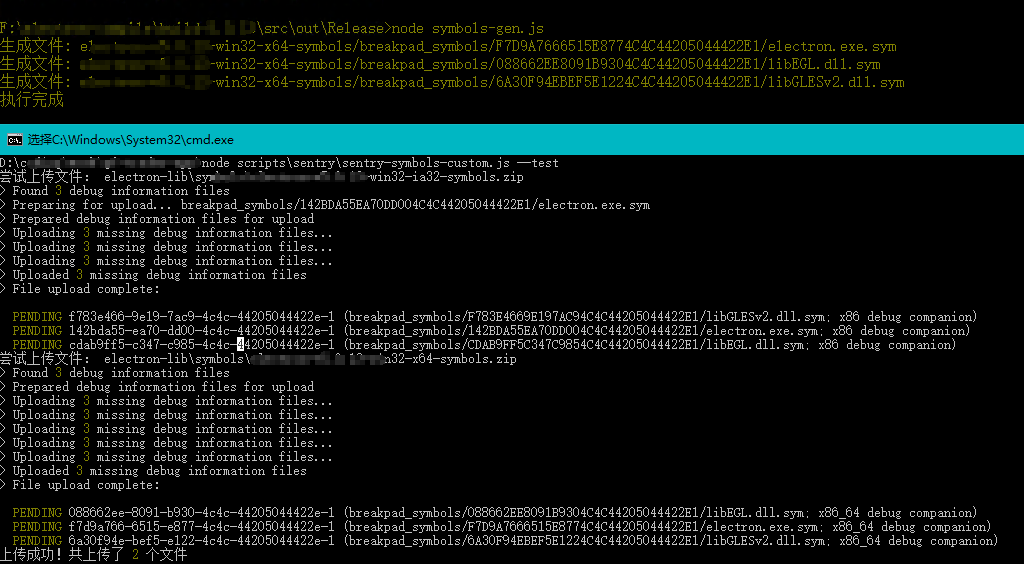 F:\ \src\out\Release>node symbols-gen.js
生成文件: -win32-x64-symbols/breakpad_symbols/F7D9A7666515E8774C4C44205044422E1/electron.exe.sym
生成文件: -win32-x64-symbols/breakpad_symbols/088662EE8091B9304C4C44205044422E1/libEGL.dll.sym
生成文件: -win32-x64-symbols/breakpad_symbols/6A30F94EBEF5E1224C4C44205044422E1/libGLESv2.dll.sym
执行完成
选择C:\Windows\System32\cmd.exe
D:\ node scripts\sentry\sentry-symbols-custom.js --test
尝试上传文件: electron-lib\sy -win32-ia32-symbols.zip
> Found 3 debug information files
> Preparing for upload... breakpad_symbols/142BDA55EA70DD004C4C44205044422E1/electron.exe.sym
> Prepared debug information files for upload
> Uploading 3 missing debug information files...
> Uploading 3 missing debug information files...
> Uploading 3 missing debug information files...
> Uploaded 3 missing debug information files
> File upload complete:
PENDING f783e466-9e19-7ac9-4c4c-44205044422e-1 (breakpad_symbols/F783E4669E197AC94C4C44205044422E1/libGLESv2.dll.sym; x86 debug companion)
PENDING 142bda55-ea70-dd00-4c4c-44205044422e-1 (breakpad_symbols/142BDA55EA70DD004C4C44205044422E1/electron.exe.sym; x86 debug companion)
PENDING cdab9ff5-c347-c985-4c4c-44205044422e-1 (breakpad_symbols/CDAB9FF5C347C9854C4C44205044422E1/libEGL.dll.sym; x86 debug companion)
尝试上传文件: electron-lib\symbols\ win32-x64-symbols.zip
> Found 3 debug information files
> Prepared debug information files for upload
> Uploading 3 missing debug information files...
> Uploading 3 missing debug information files...
> Uploading 3 missing debug information files...
> Uploading 3 missing debug information files...
> Uploading 3 missing debug information files...
> Uploaded 3 missing debug information files
> File upload complete:
PENDING 088662ee-8091-b930-4c4c-44205044422e-1 (breakpad_symbols/088662EE8091B9304C4C44205044422E1/libEGL.dll.sym; x86_64 debug companion)
PENDING f7d9a766-6515-e877-4c4c-44205044422e-1 (breakpad_symbols/F7D9A7666515E8774C4C44205044422E1/electron.exe.sym; x86_64 debug companion)
PENDING 6a30f94e-bef5-e122-4c4c-44205044422e-1 (breakpad_symbols/6A30F94EBEF5E1224C4C44205044422E1/libGLESv2.dll.sym; x86_64 debug companion)
上传成功! 共上传了 2 个文件